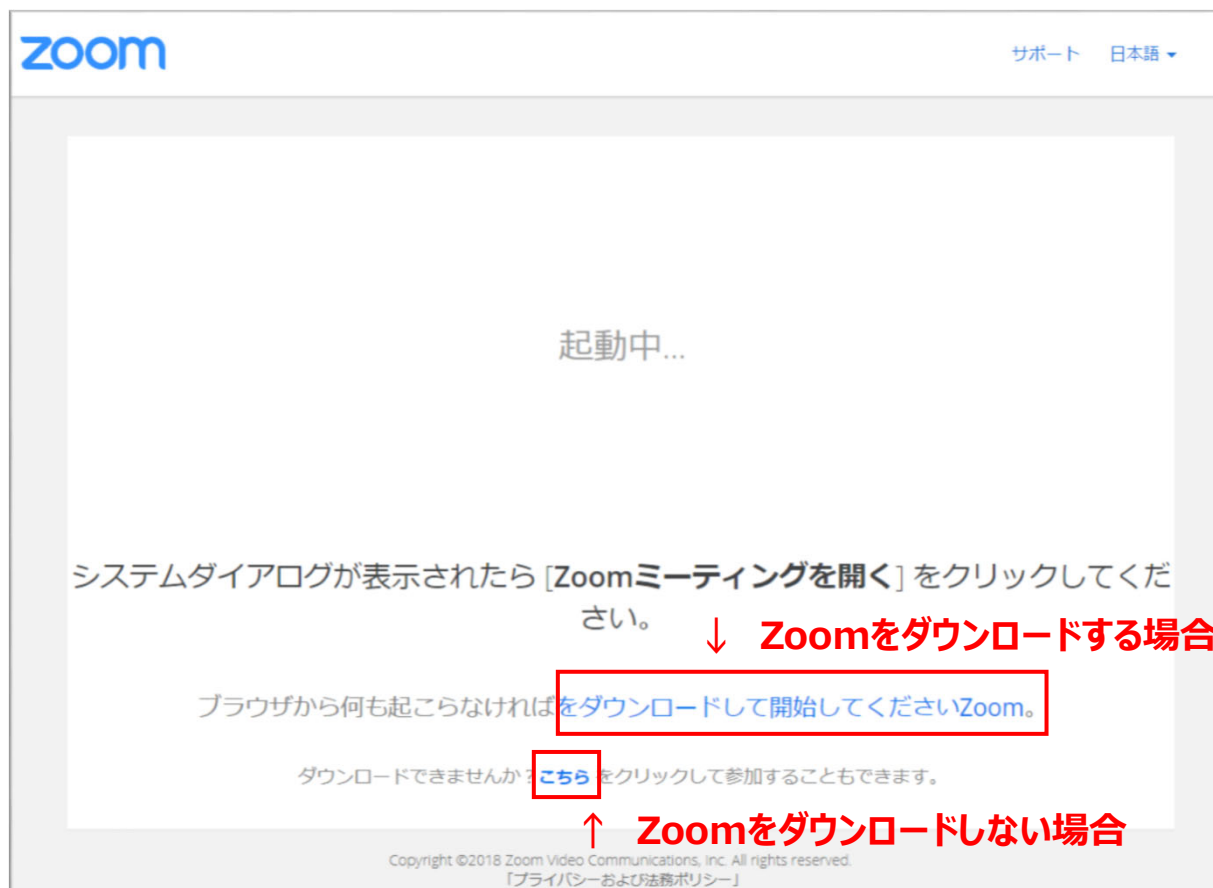 zoom
サポート 日本語
起動中...
システムダイアログが表示されたら [Zoomミーティングを開く] をクリックしてくだ
さい。
↓ Zoomをダウンロードする場合
ブラウザから何も起こらなければをダウンロードして開始してくださいZoom。
ダウンロードできませんか？こちら をクリックして参加することもできます。
↑ Zoomをダウンロードしない場合
Copyright ©2018 Zoom Video Communications, Inc. All rights reserved.
「プライバシーおよび法務ポリシー」